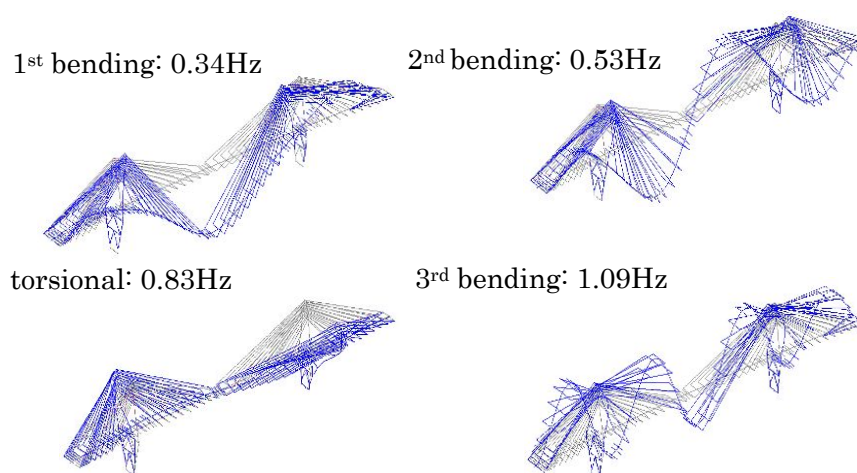 1st bending: 0.34Hz
2nd bending: 0.53Hz
torsional: 0.83Hz
3rd bending: 1.09Hz